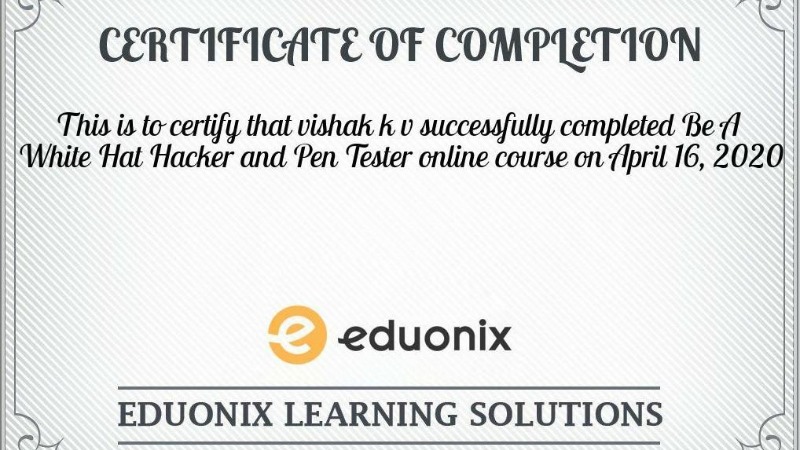 CERTIFICATE OF COMPLETION
This is to certify that vishak k v successfully completed Be A
White Hat Hacker and Pen Tester online course on April 16, 2020
eduonix
EDUONIX LEARNING SOLUTIONS